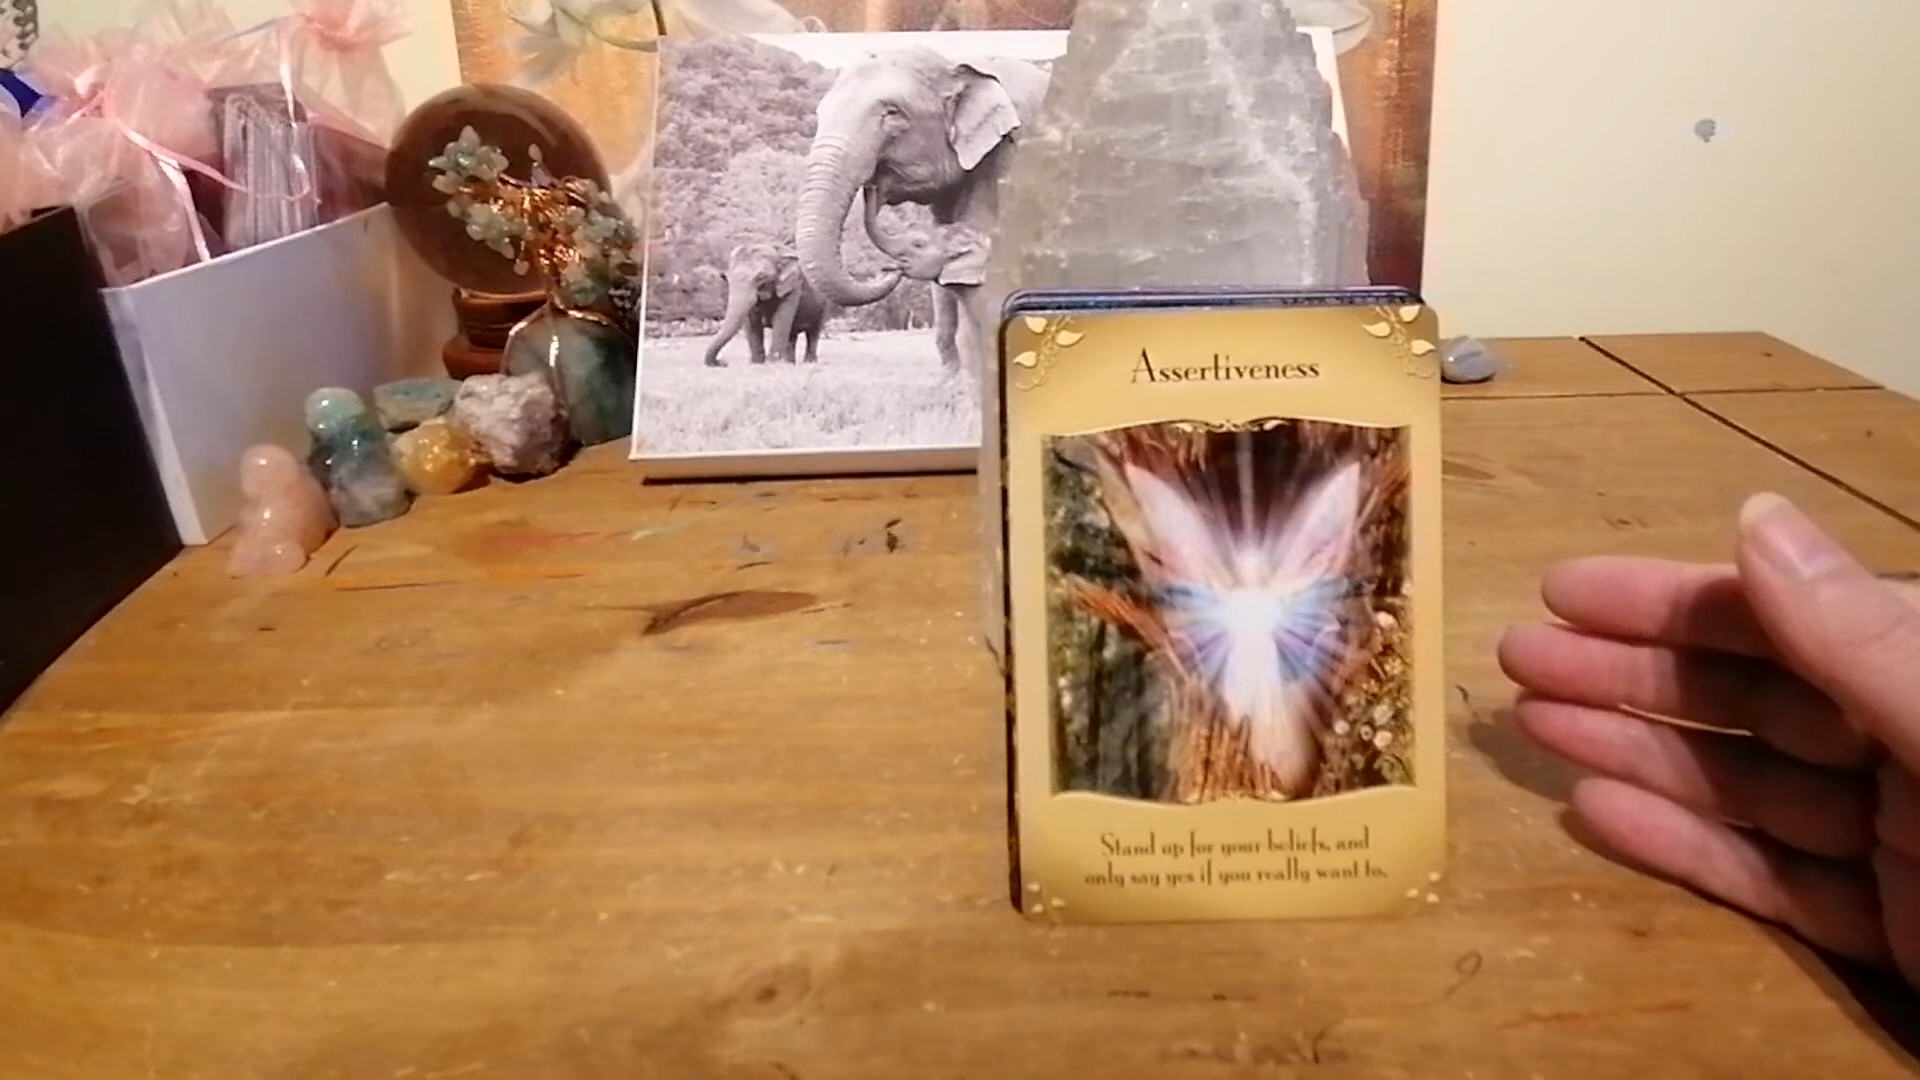 Assertiveness
Stand up for your beliefs, and
only say yes if you really want to.